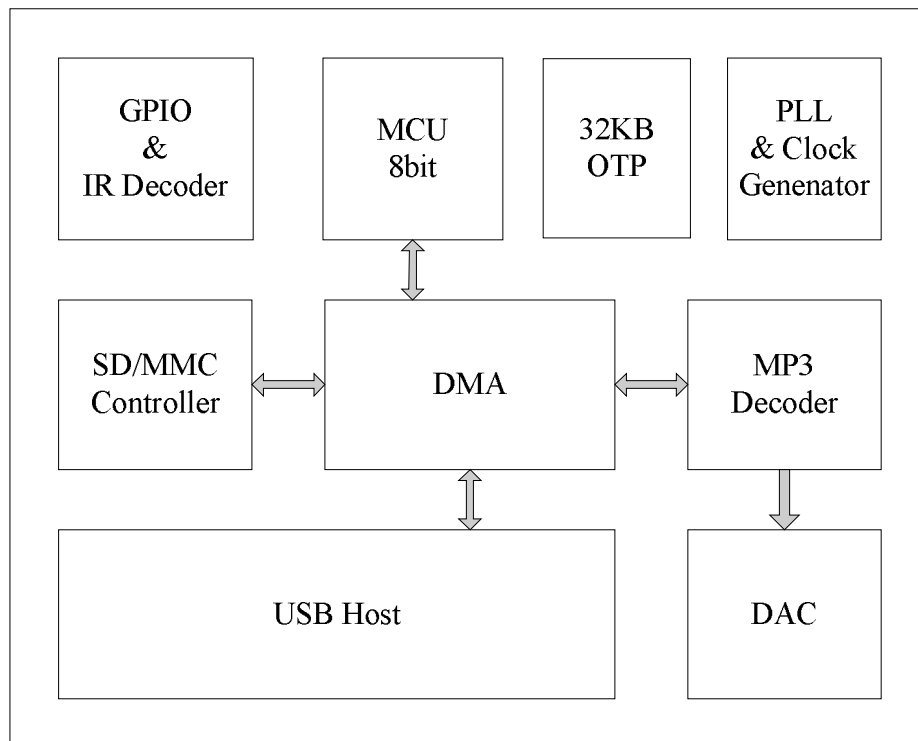 GPIO
&
IR Decoder
MCU
8bit
32KB
OTP
PLL
& Clock
Genenator
SD/MMC
Controller
DMA
MP3
Decoder
USB Host
DAC